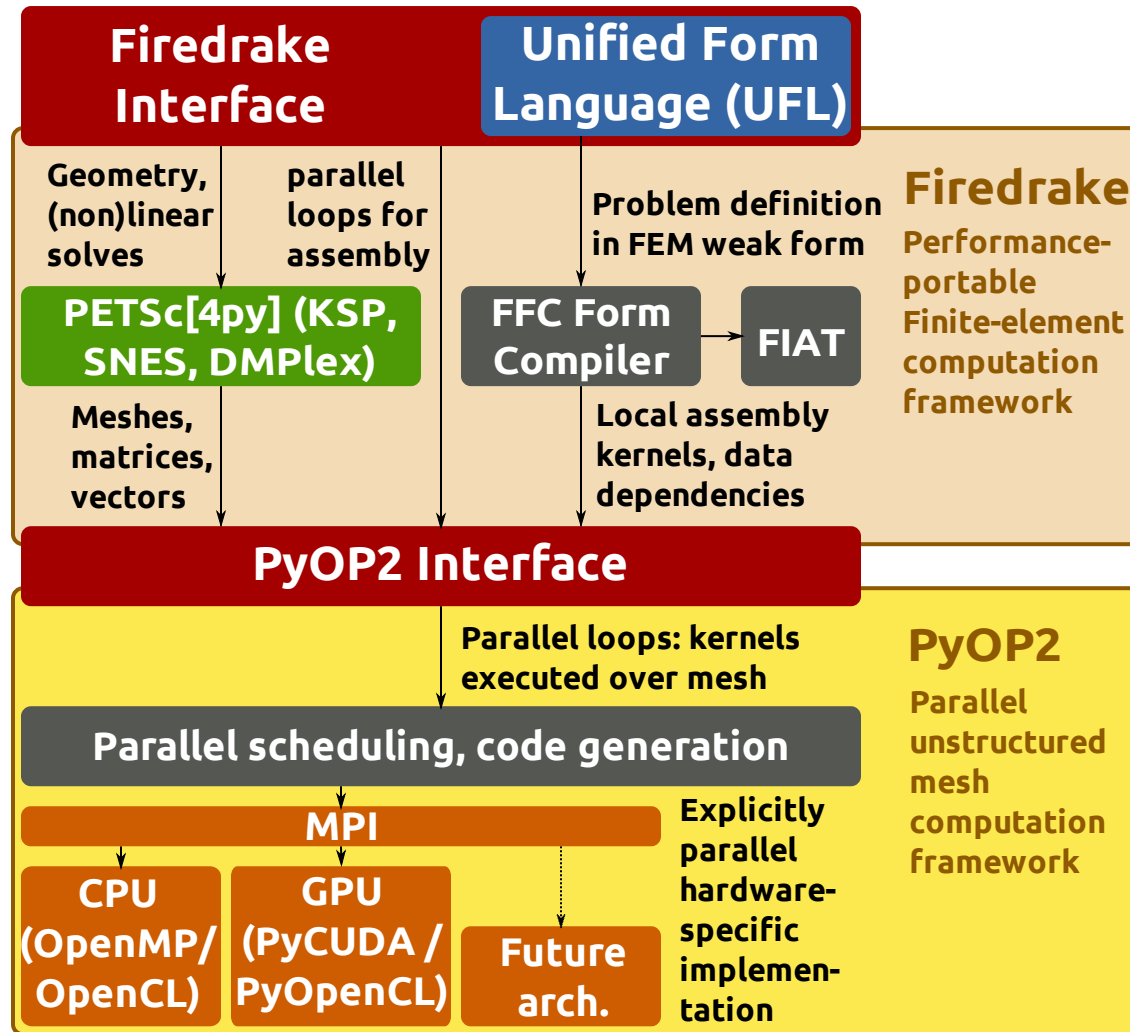 Firedrake
Interface
Unified Form
Language (UFL)
Geometry,
(non)linear
solves
parallel
loops for
assembly
Problem definition
in FEM weak form
Firedrake
Performance-
portable
Finite-element
computation
framework
PETSc[4py] (KSP,
SNES, DMPlex)
FFC Form
Compiler
FIAT
Meshes,
matrices,
vectors
Local assembly
kernels, data
dependencies
PyOP2 Interface
Parallel loops: kernels
executed over mesh
PyOP2
Parallel
unstructured
mesh
computation
framework
Parallel scheduling, code generation
MPI
Explicitly
parallel
hardware-
specific
implemen-
tation
CPU
(OpenMP/
OpenCL)
GPU
(PyCUDA /
PyOpenCL)
Future
arch.